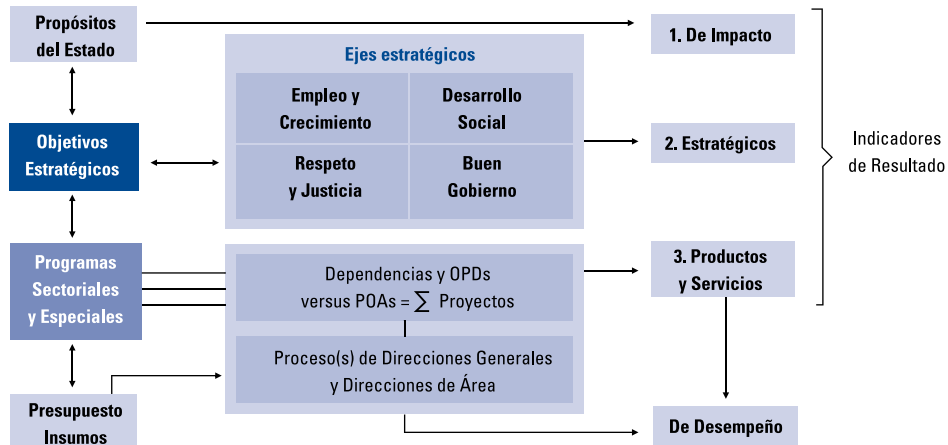 Propósitos
del Estado
1. De Impacto
Ejes estratégicos
Empleo y
Crecimiento
Desarrollo
Social
Respeto
y Justicia
Buen
Gobierno
Objetivos
Estratégicos
2. Estratégicos
Indicadores
de Resultado
Programas
Sectoriales
y Especiales
Dependencias y OPDs
versus POAs = ∑ Proyectos
3. Productos
y Servicios
Proceso(s) de Direcciones Generales
y Direcciones de Área
Presupuesto
Insumos
De Desempeño